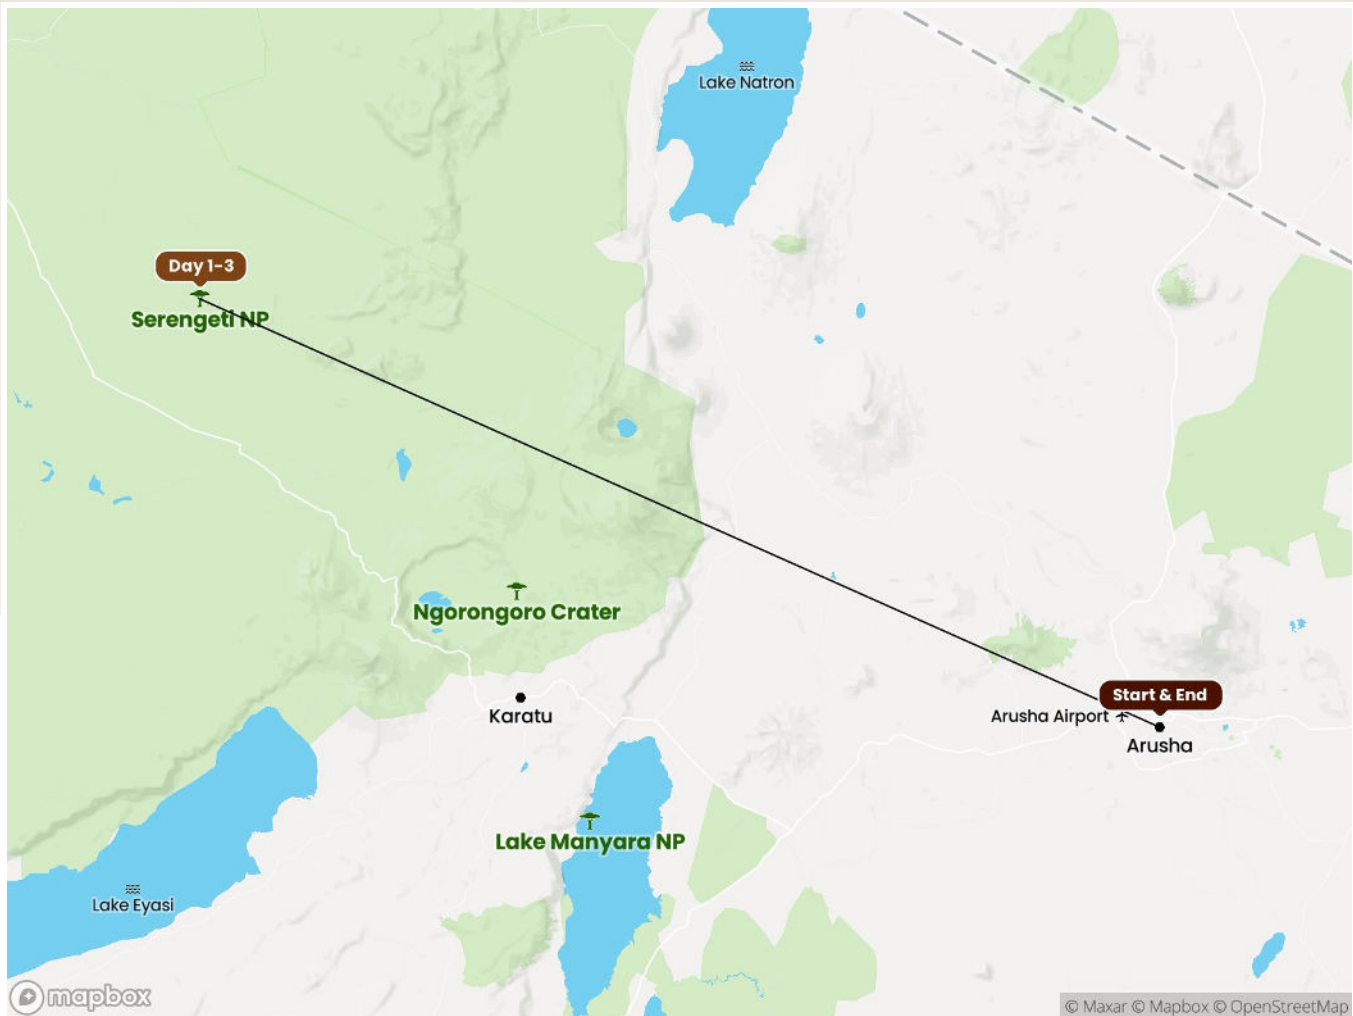 Lake Natron
Day 1-3
Serengeti NP
Ngorongoro Crater
Karatu
Start & End
Arusha Airport
Arusha
Lake Manyara NP
Lake Eyasi
mapbox
© Maxar © Mapbox © OpenStreetMap